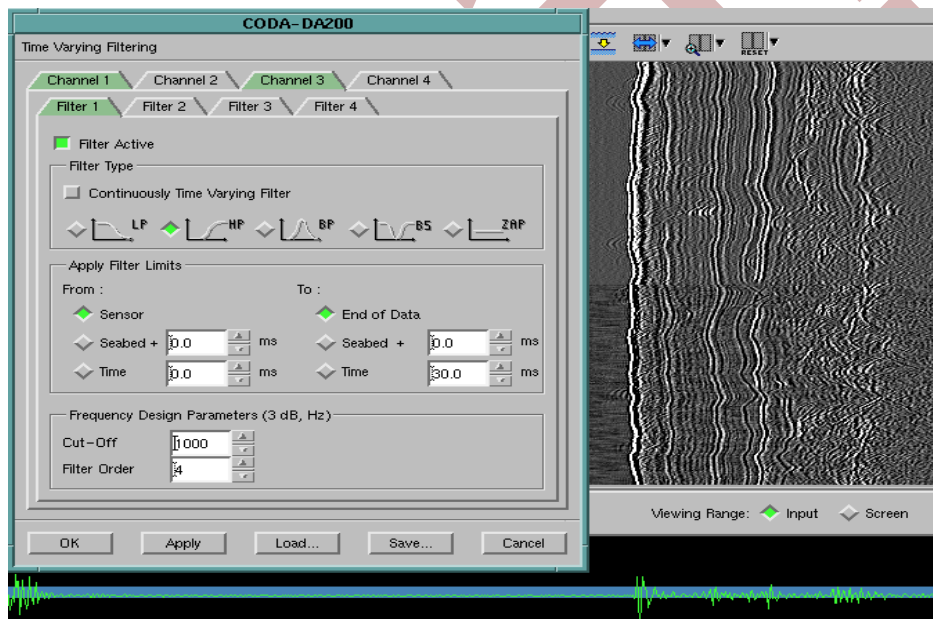 CODA-DA200
Time Varying Filtering
Channel 1 Channel 2 Channel 3 Channel 4
Filter 1 Filter 2 Filter 3 Filter 4
Filter Active
Filter Type
Continuously Time Varying Filter
LP HP BP BS ZAP
Apply Filter Limits
From : To :
Sensor End of Data
Seabed + 0.0 ms Seabed + 0.0 ms
Time 0.0 ms Time 30.0 ms
Frequency Design Parameters (3 dB, Hz)
Cut-Off 1000
Filter Order 4
OK Apply Load... Save... Cancel
RESET
Viewing Range: Input Screen